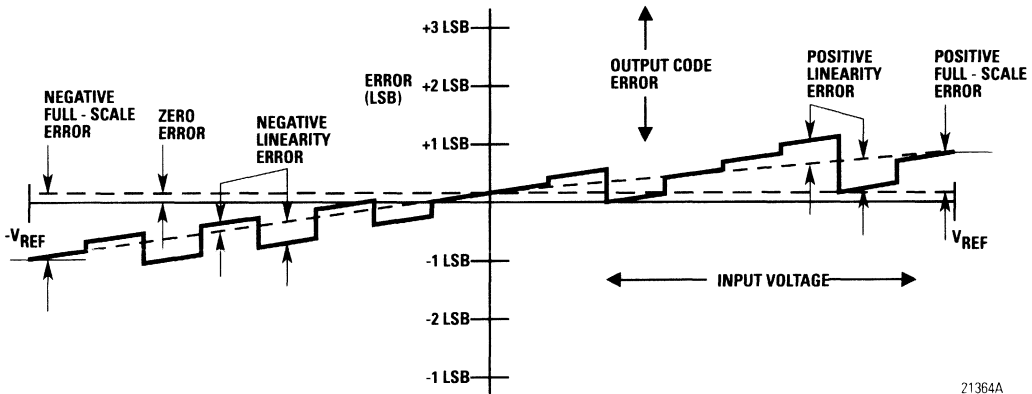 +3 LSB
OUTPUT CODE
ERROR
POSITIVE
LINEARITY
ERROR
POSITIVE
FULL - SCALE
ERROR
ERROR
(LSB)
+2 LSB
NEGATIVE
FULL - SCALE
ERROR
ZERO
ERROR
NEGATIVE
LINEARITY
ERROR
+1 LSB
-VREF
VREF
-1 LSB
INPUT VOLTAGE
-2 LSB
-1 LSB
21364A